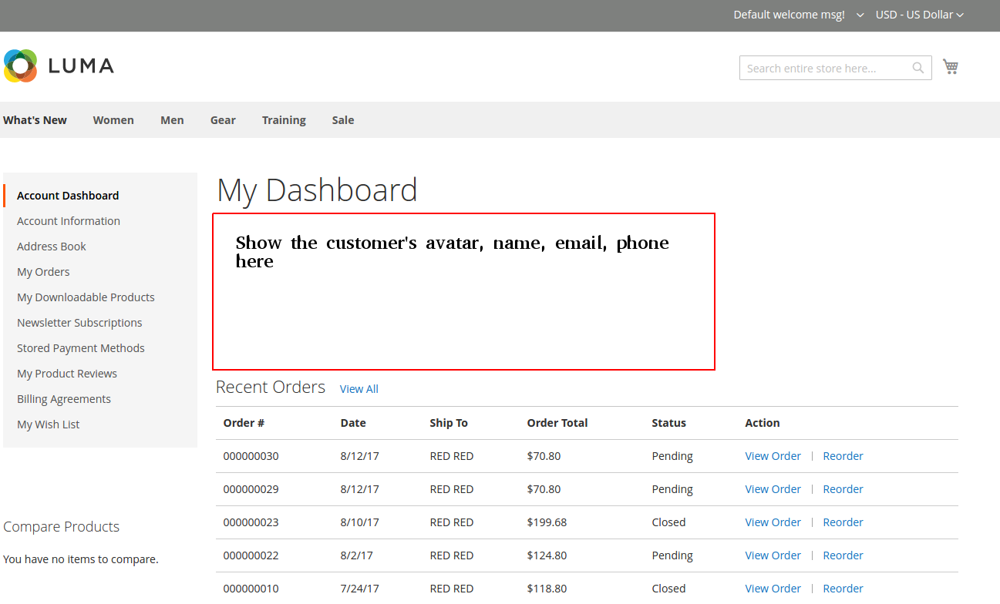 Default welcome msg! USD - US Dollar
LUMA
Search entire store here...
What's New Women Men Gear Training Sale
Account Dashboard
Account Information
Address Book
My Orders
My Downloadable Products
Newsletter Subscriptions
Stored Payment Methods
My Product Reviews
Billing Agreements
My Wish List
Compare Products
You have no items to compare.
My Dashboard
Show the customer's avatar, name, email, phone
here
Recent Orders View All
Order # Date Ship To Order Total Status Action
000000030 8/12/17 RED RED $70.80 Pending View Order | Reorder
000000029 8/12/17 RED RED $70.80 Pending View Order | Reorder
000000023 8/10/17 RED RED $199.68 Closed View Order | Reorder
000000022 8/2/17 RED RED $124.80 Pending View Order | Reorder
000000010 7/24/17 RED RED $118.80 Closed View Order | Reorder